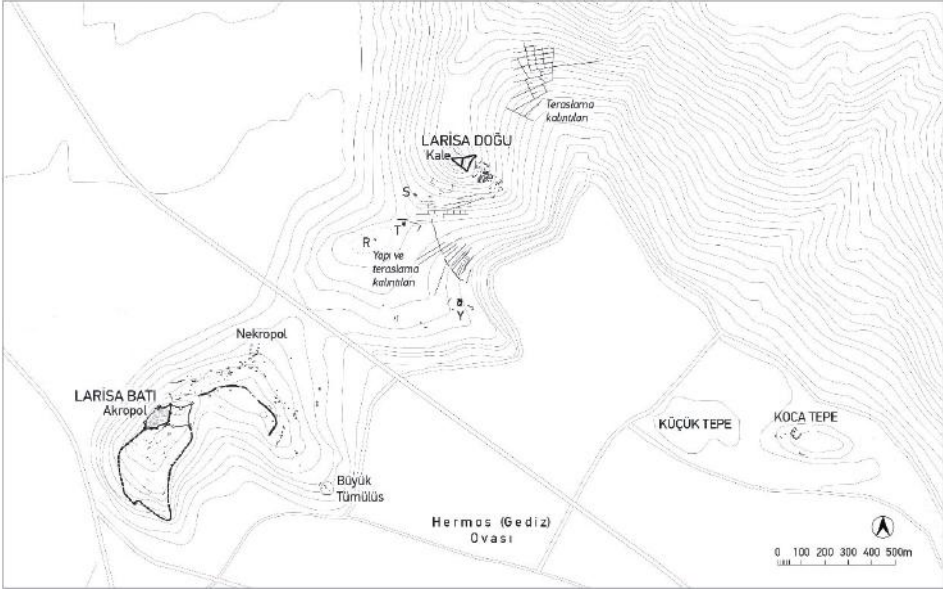 Teraslama
kalıntıları
LARİSA DOĞU
Kale
S
T
R
Yapı ve
teraslama
kalıntıları
Y
Nekropol
LARİSA BATI
Akropol
KÜÇÜK TEPE
KOCA TEPE
Büyük
Tümülüs
Hermos (Gediz)
Ovası
0 100 200 300 400 500m